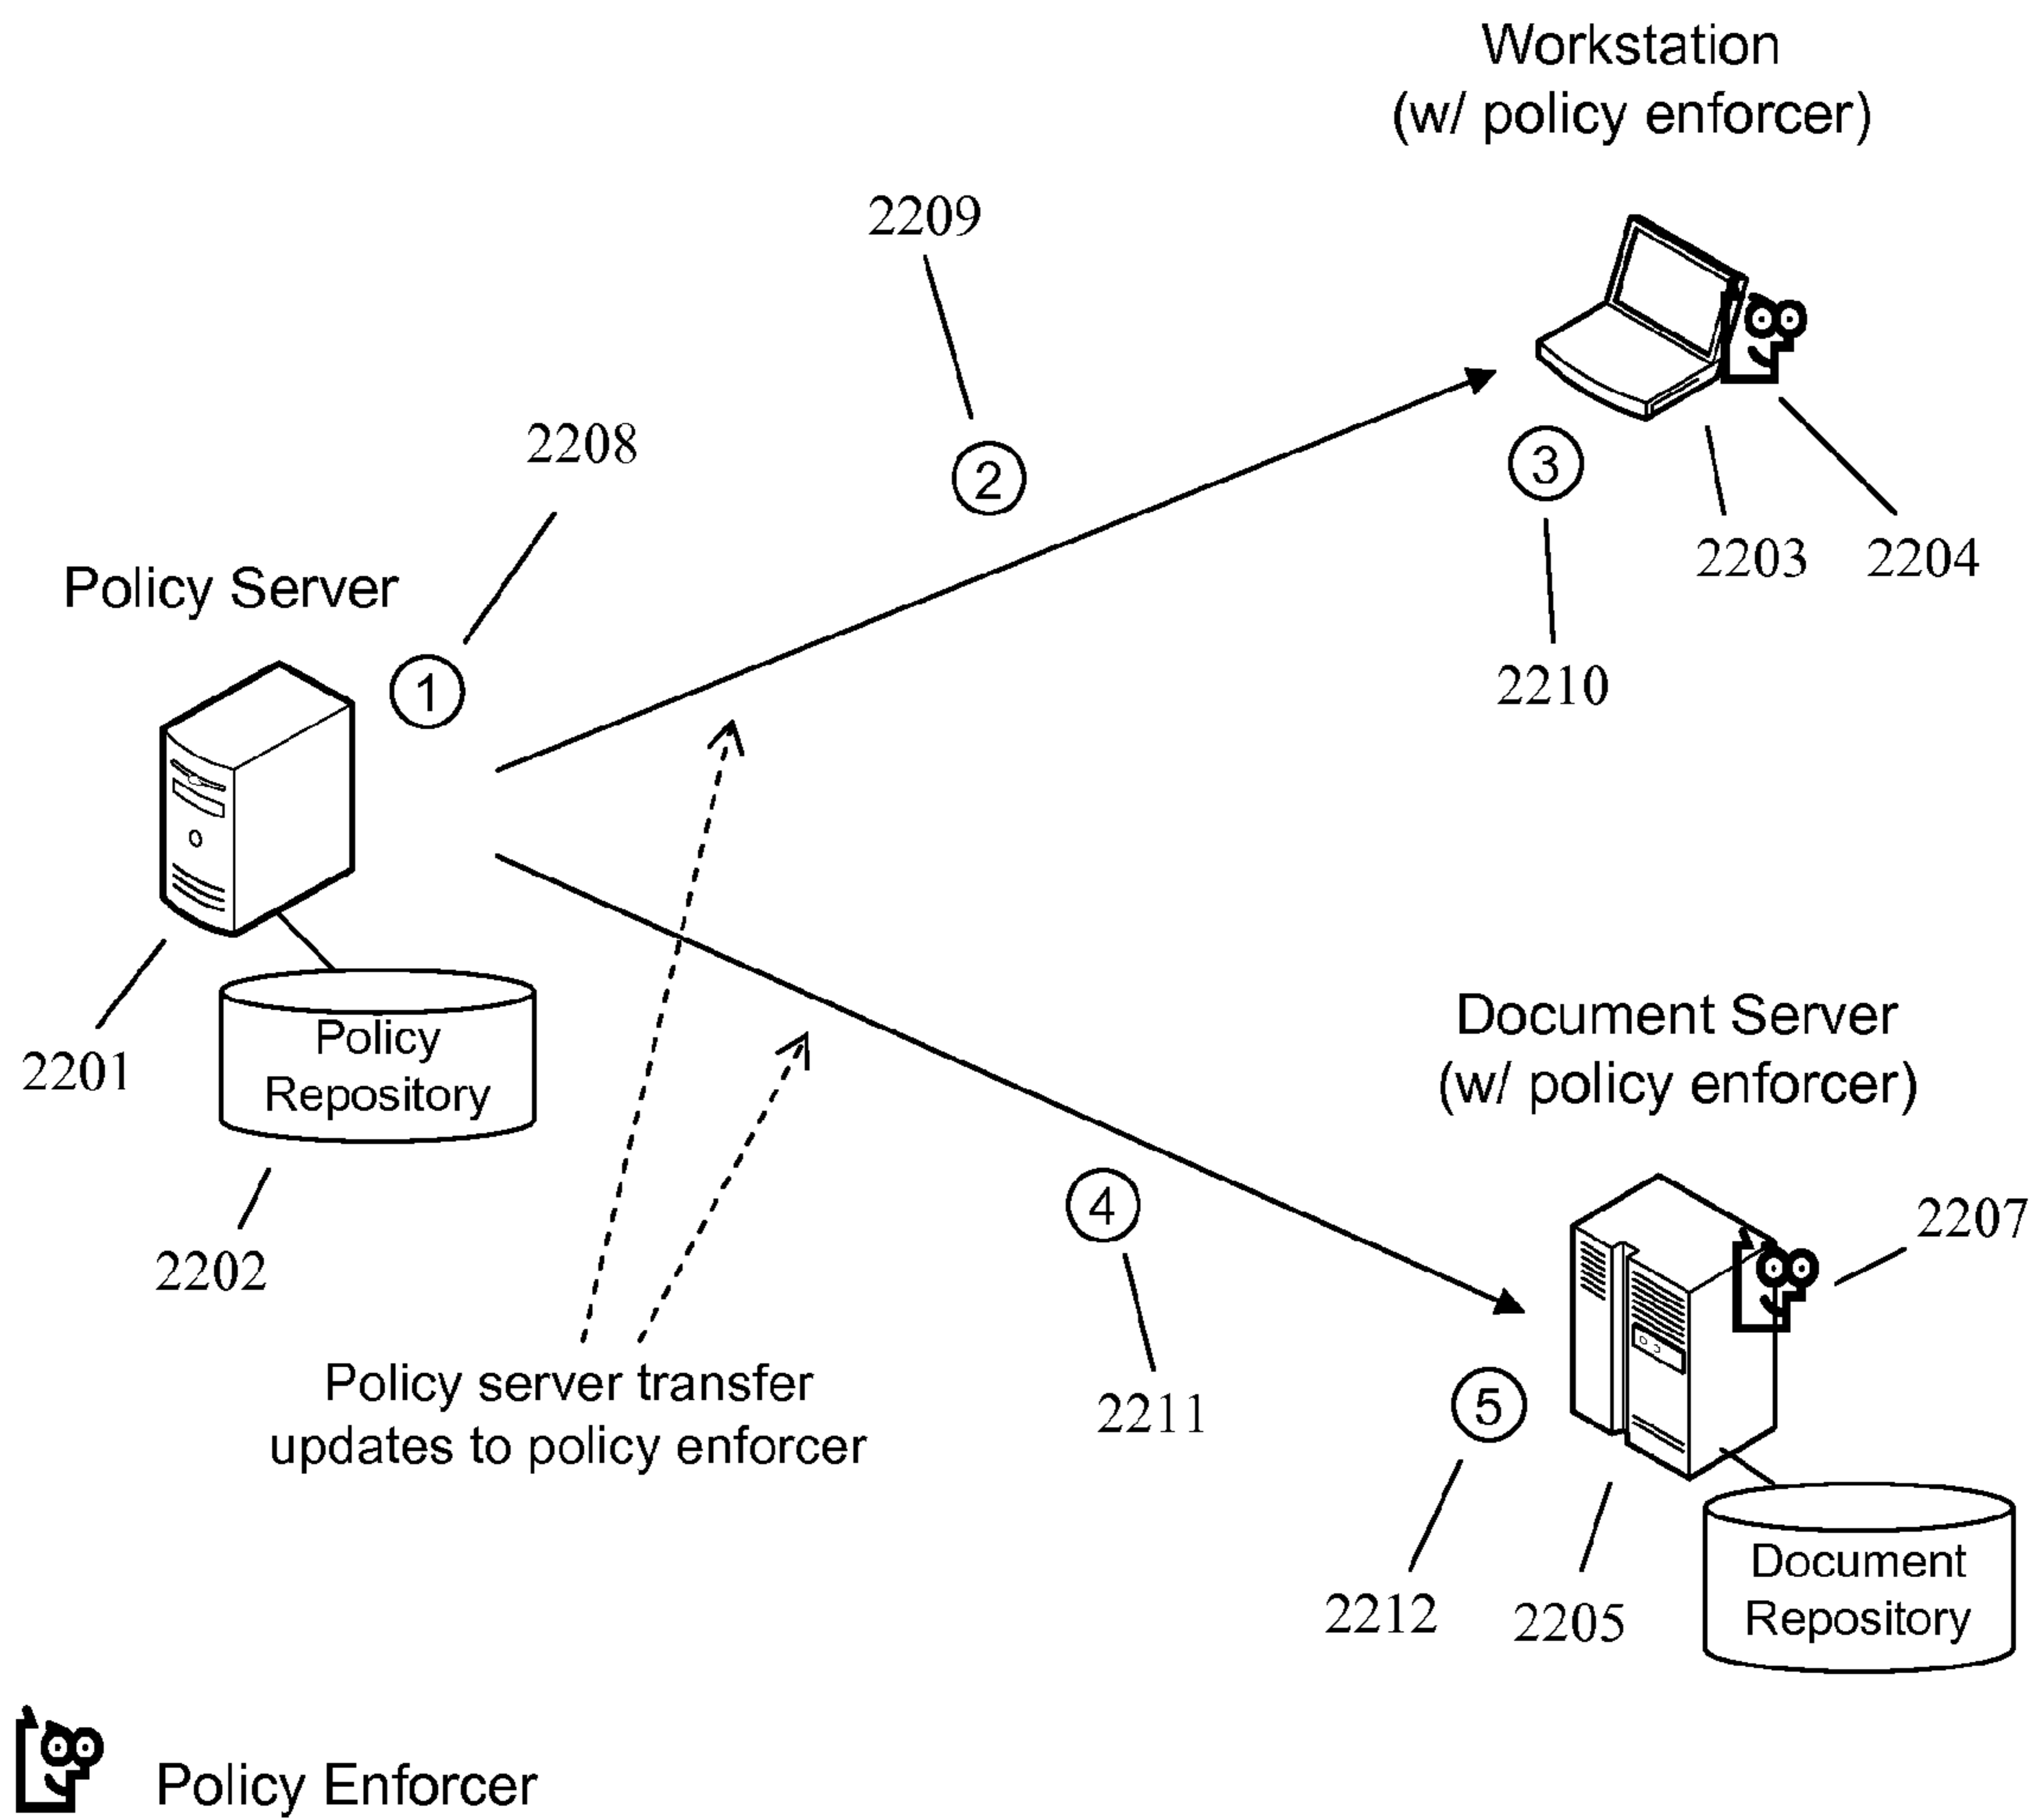 Workstation
(w/ policy enforcer)
2209
2208
2
3
2203
2204
Policy Server
1
2210
Policy
Repository
2201
Document Server
(w/ policy enforcer)
4
2207
2202
Policy server transfer
updates to policy enforcer
2211
5
2212
2205
Document
Repository
Policy Enforcer